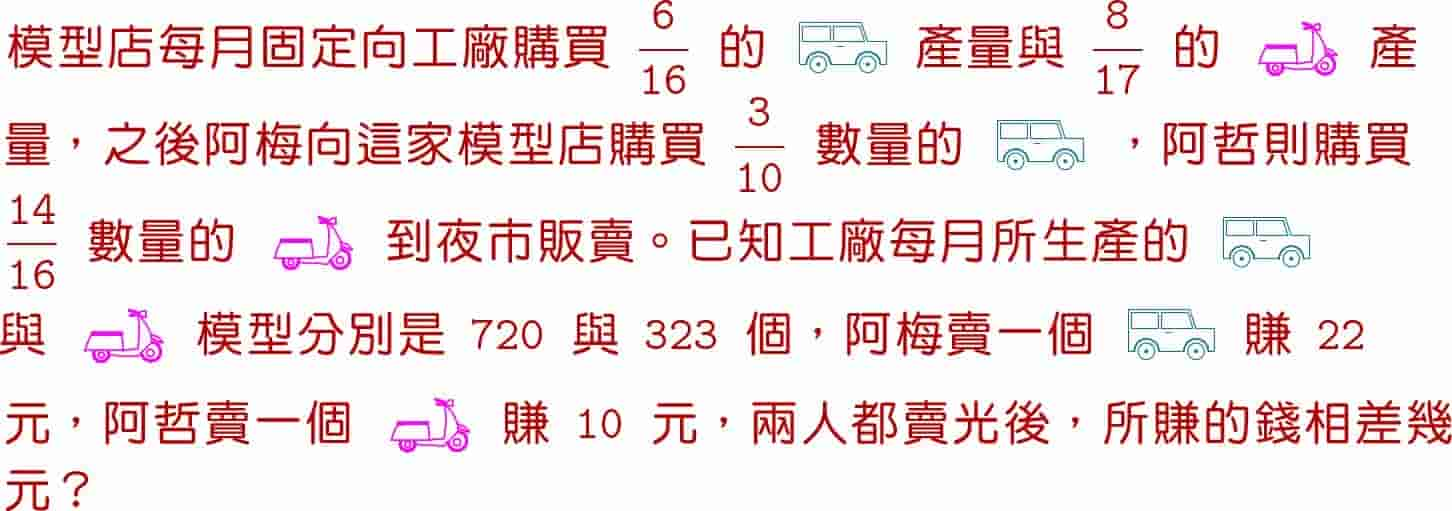 模型店每月固定向工廠購買 6/16 的 產量與 8/17 的 產
量，之後阿梅向這家模型店購買 3/10 數量的 ，阿哲則購買
14/16 數量的 到夜市販賣。已知工廠每月所生產的
與 模型分別是 720 與 323 個，阿梅賣一個 賺 22
元，阿哲賣一個 賺 10 元，兩人都賣光後，所賺的錢相差幾
元？